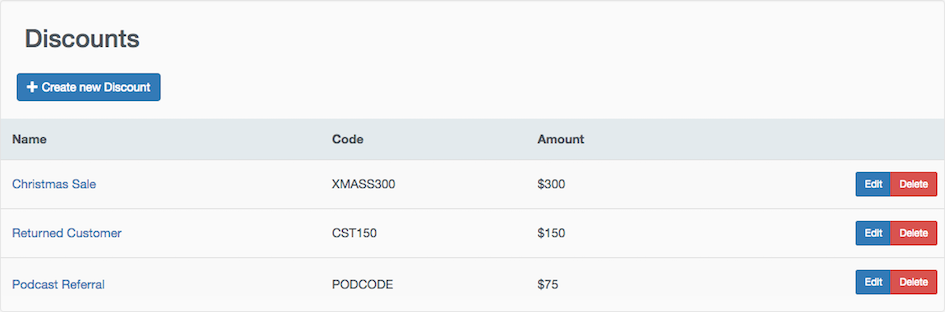 Discounts
+ Create new Discount
Name Code Amount
Christmas Sale XMASS300 $300 Edit Delete
Returned Customer CST150 $150 Edit Delete
Podcast Referral PODCODE $75 Edit Delete